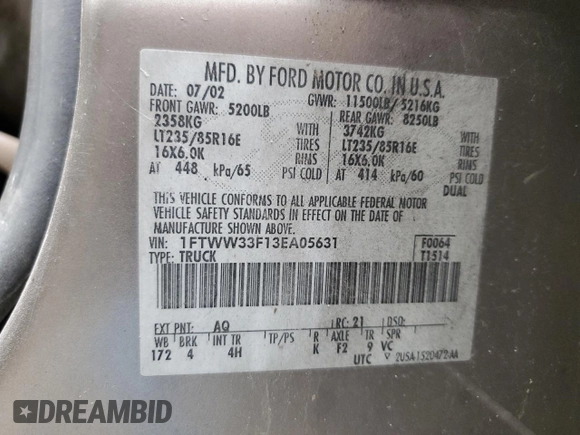 MFD. BY FORD MOTOR CO. IN U.S.A.
DATE: 07/02 GVWR: 11500LB/ 5216KG
FRONT GAWR: 5200LB REAR GAWR: 8250LB
2358KG 3742KG
LT235/85R16E TIRES LT235/85R16E TIRES
16X6.0K RIMS 16X6.0K RIMS
AT 448 kPa/65 PSI COLD AT 414 kPa/60 PSI COLD
DUAL
THIS VEHICLE CONFORMS TO ALL APPLICABLE FEDERAL MOTOR
VEHICLE SAFETY STANDARDS IN EFFECT ON THE DATE OF
MANUFACTURE SHOWN ABOVE.
VIN: 1FTWW33F13EA05631 F0064
TYPE: TRUCK T1514
EXT PNT: AQ RC: 21 DSO:
WB BRK INT TR TP/PS R AXLE TR SPR
172 4 4H K F2 9 VC
UTC 2USA-1520472-AA
DREAMBID